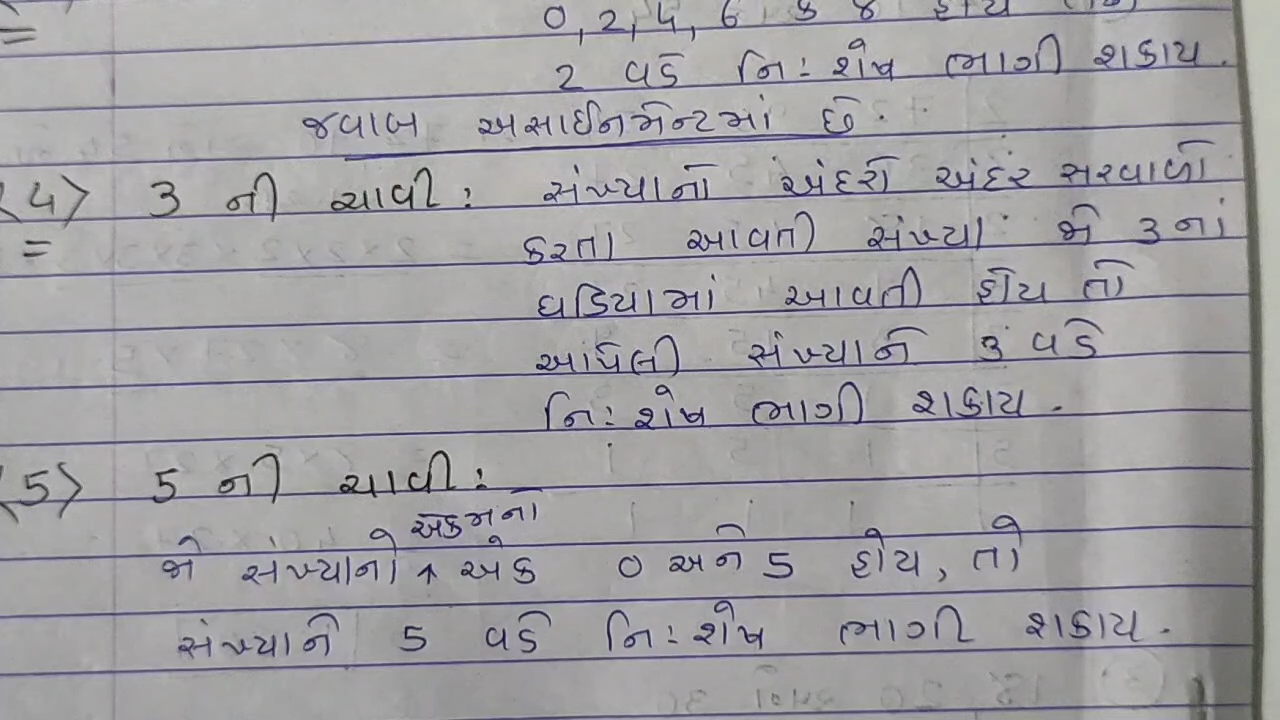 0, 2, 4, 6 કે 8 હોય તો
2 વડે નિઃશેષ ભાગી શકાય.
જવાબ અસાઈનમેન્ટમાં છે.
<4> 3 ની ચાવી: સંખ્યાનો અંદરો અંદર સરવાળો
= કરતા આવતી સંખ્યા જો 3 નાં
ઘડિયામાં આવતી હોય તો
આપેલી સંખ્યાને 3 વડે
નિઃશેષ ભાગી શકાય.
<5> 5 ની ચાવી:
એકમના
જો સંખ્યાનો ^ અંક 0 અને 5 હોય, તો
સંખ્યાને 5 વડે નિઃશેષ ભાગી શકાય.